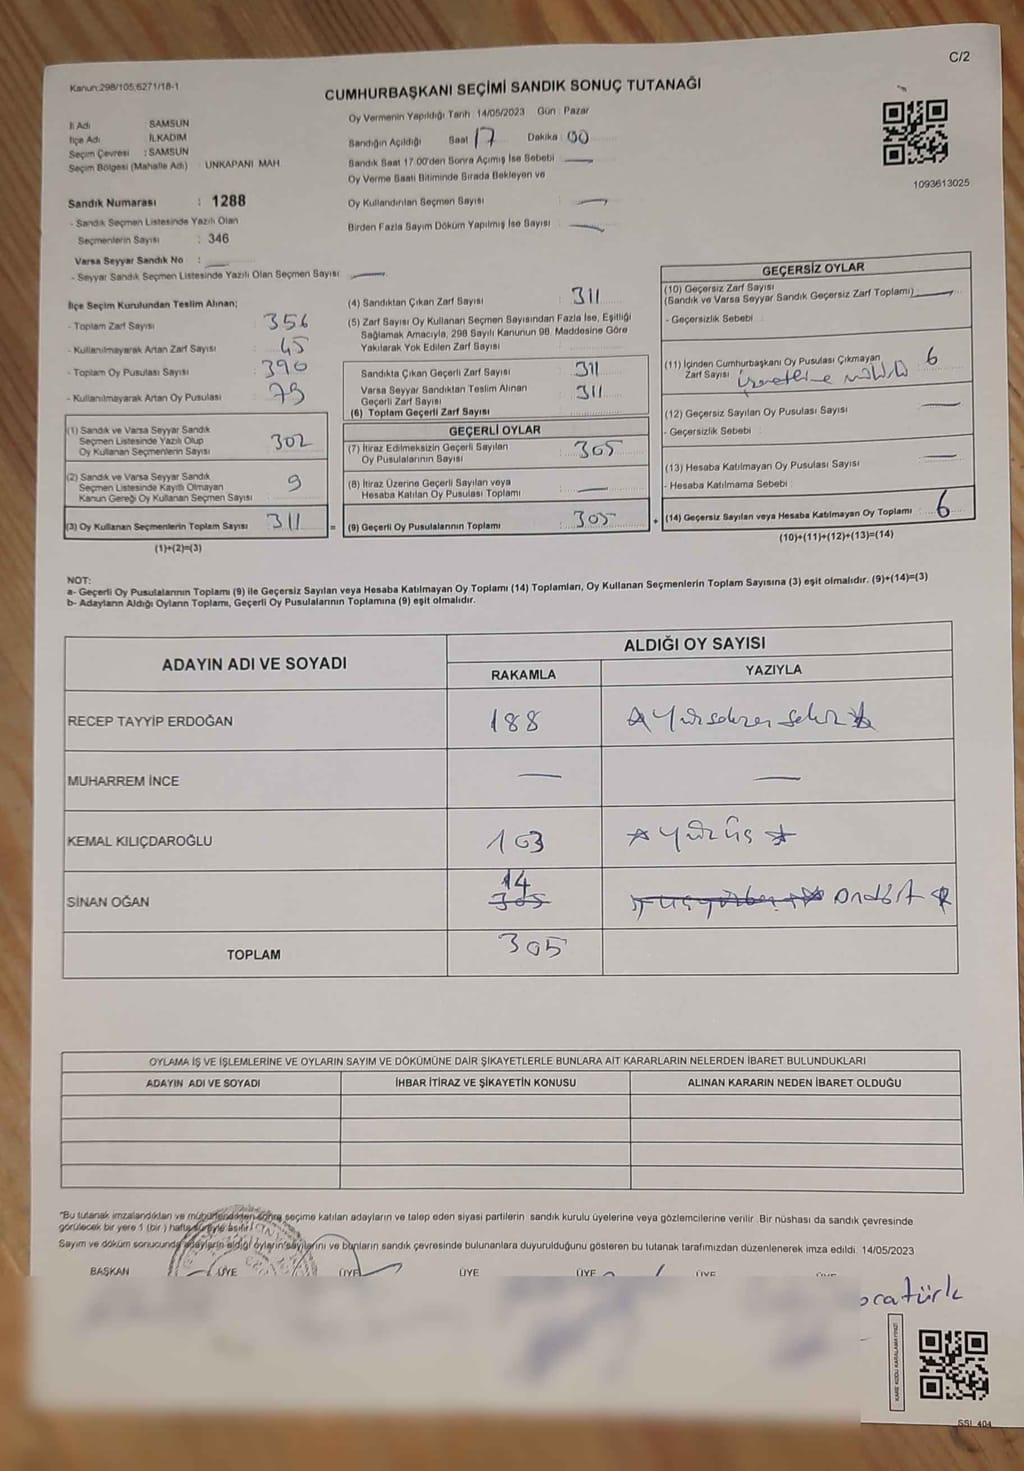 C/2
Kanun:298/105;6271/18-1
CUMHURBAŞKANI SEÇİMİ SANDIK SONUÇ TUTANAĞI
Oy Vermenin Yapıldığı Tarih :14/05/2023 Gün : Pazar
İl Adı : SAMSUN
İlçe Adı : İLKADIM
Seçim Çevresi : SAMSUN
Seçim Bölgesi (Mahalle Adı) : UNKAPANI MAH
Sandığın Açıldığı Saat 17 Dakika : 00
Sandık Saat 17:00'den Sonra Açımış İse Sebebi
Oy Verme Saati Bitiminde Sırada Bekleyen ve
Oy Kullandırılan Seçmen Sayısı
Birden Fazla Sayım Döküm Yapılmış İse Sayısı
1093613025
Sandık Numarası : 1288
- Sandık Seçmen Listesinde Yazılı Olan
Seçmenlerin Sayısı : 346
Varsa Seyyar Sandık No :
- Seyyar Sandık Seçmen Listesinde Yazılı Olan Seçmen Sayısı
İlçe Seçim Kurulundan Teslim Alınan;
- Toplam Zarf Sayısı : 356
- Kullanılmayarak Artan Zarf Sayısı : 45
- Toplam Oy Pusulası Sayısı : 390
- Kullanılmayarak Artan Oy Pusulası : 79
(1) Sandık ve Varsa Seyyar Sandık
Seçmen Listesinde Yazılı Olup
Oy Kullanan Seçmenlerin Sayısı 302
(2) Sandık ve Varsa Seyyar Sandık
Seçmen Listesinde Kayıtlı Olmayan
Kanun Gereği Oy Kullanan Seçmen Sayısı 9
(3) Oy Kullanan Seçmenlerin Toplam Sayısı 311 =
(1)+(2)=(3)
(4) Sandıktan Çıkan Zarf Sayısı : 311
(5) Zarf Sayısı Oy Kullanan Seçmen Sayısından Fazla İse, Eşitliği
Sağlamak Amacıyla, 298 Sayılı Kanunun 98. Maddesine Göre
Yakılarak Yok Edilen Zarf Sayısı
Sandıkta Çıkan Geçerli Zarf Sayısı : 311
Varsa Seyyar Sandıktan Teslim Alınan
Geçerli Zarf Sayısı 311
(6) Toplam Geçerli Zarf Sayısı
GEÇERLİ OYLAR
(7) İtiraz Edilmeksizin Geçerli Sayılan
Oy Pusulalarının Sayısı 305
(8) İtiraz Üzerine Geçerli Sayılan veya
Hesaba Katılan Oy Pusulası Toplamı
(9) Geçerli Oy Pusulalarının Toplamı : 305 +
GEÇERSİZ OYLAR
(10) Geçersiz Zarf Sayısı
(Sandık ve Varsa Seyyar Sandık Geçersiz Zarf Toplamı)
- Geçersizlik Sebebi :
(11) İçinden Cumhurbaşkanı Oy Pusulası Çıkmayan
Zarf Sayısı 6
(12) Geçersiz Sayılan Oy Pusulası Sayısı
- Geçersizlik Sebebi :
(13) Hesaba Katılmayan Oy Pusulası Sayısı
- Hesaba Katılmama Sebebi :
(14) Geçersiz Sayılan veya Hesaba Katılmayan Oy Toplamı : 6
(10)+(11)+(12)+(13)=(14)
NOT:
a- Geçerli Oy Pusulalarının Toplamı (9) ile Geçersiz Sayılan veya Hesaba Katılmayan Oy Toplamı (14) Toplamları, Oy Kullanan Seçmenlerin Toplam Sayısına (3) eşit olmalıdır. (9)+(14)=(3)
b- Adayların Aldığı Oyların Toplamı, Geçerli Oy Pusulalarının Toplamına (9) eşit olmalıdır.
ADAYIN ADI VE SOYADI ALDIĞI OY SAYISI
RAKAMLA YAZIYLA
RECEP TAYYİP ERDOĞAN 188 Yüzseksen sekiz
MUHARREM İNCE
KEMAL KILIÇDAROĞLU 103 Yüz Üç
SİNAN OĞAN 14 305 Ondört
TOPLAM 305
OYLAMA İŞ VE İŞLEMLERİNE VE OYLARIN SAYIM VE DÖKÜMÜNE DAİR ŞİKAYETLERLE BUNLARA AİT KARARLARIN NELERDEN İBARET BULUNDUKLARI
ADAYIN ADI VE SOYADI İHBAR İTİRAZ VE ŞİKAYETİN KONUSU ALINAN KARARIN NEDEN İBARET OLDUĞU
"Bu tutanak imzalandıktan ve mühürlendikten sonra seçime katılan adayların ve talep eden siyasi partilerin sandık kurulu üyelerine veya gözlemcilerine verilir. Bir nüshası da sandık çevresinde
görülecek bir yere 1 (bir ) hafta süreyle asılır.
Sayım ve döküm sonucunda adayların aldığı oyların sayılarını ve bunların sandık çevresinde bulunanlara duyurulduğunu gösteren bu tutanak tarafımızdan düzenlenerek imza edildi. 14/05/2023
BAŞKAN ÜYE ÜYE ÜYE ÜYE ÜYE
KARE KODU KARALAMAYINIZ!
SSI_404